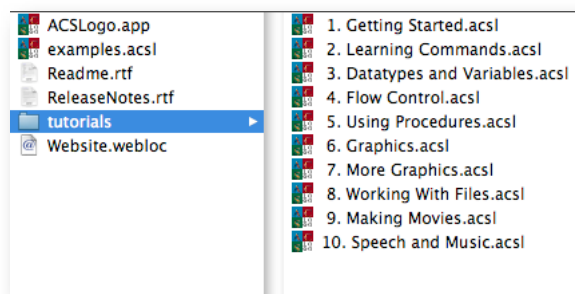 ACSLogo.app
examples.acsl
Readme.rtf
ReleaseNotes.rtf
tutorials
Website.webloc
1. Getting Started.acsl
2. Learning Commands.acsl
3. Datatypes and Variables.acsl
4. Flow Control.acsl
5. Using Procedures.acsl
6. Graphics.acsl
7. More Graphics.acsl
8. Working With Files.acsl
9. Making Movies.acsl
10. Speech and Music.acsl